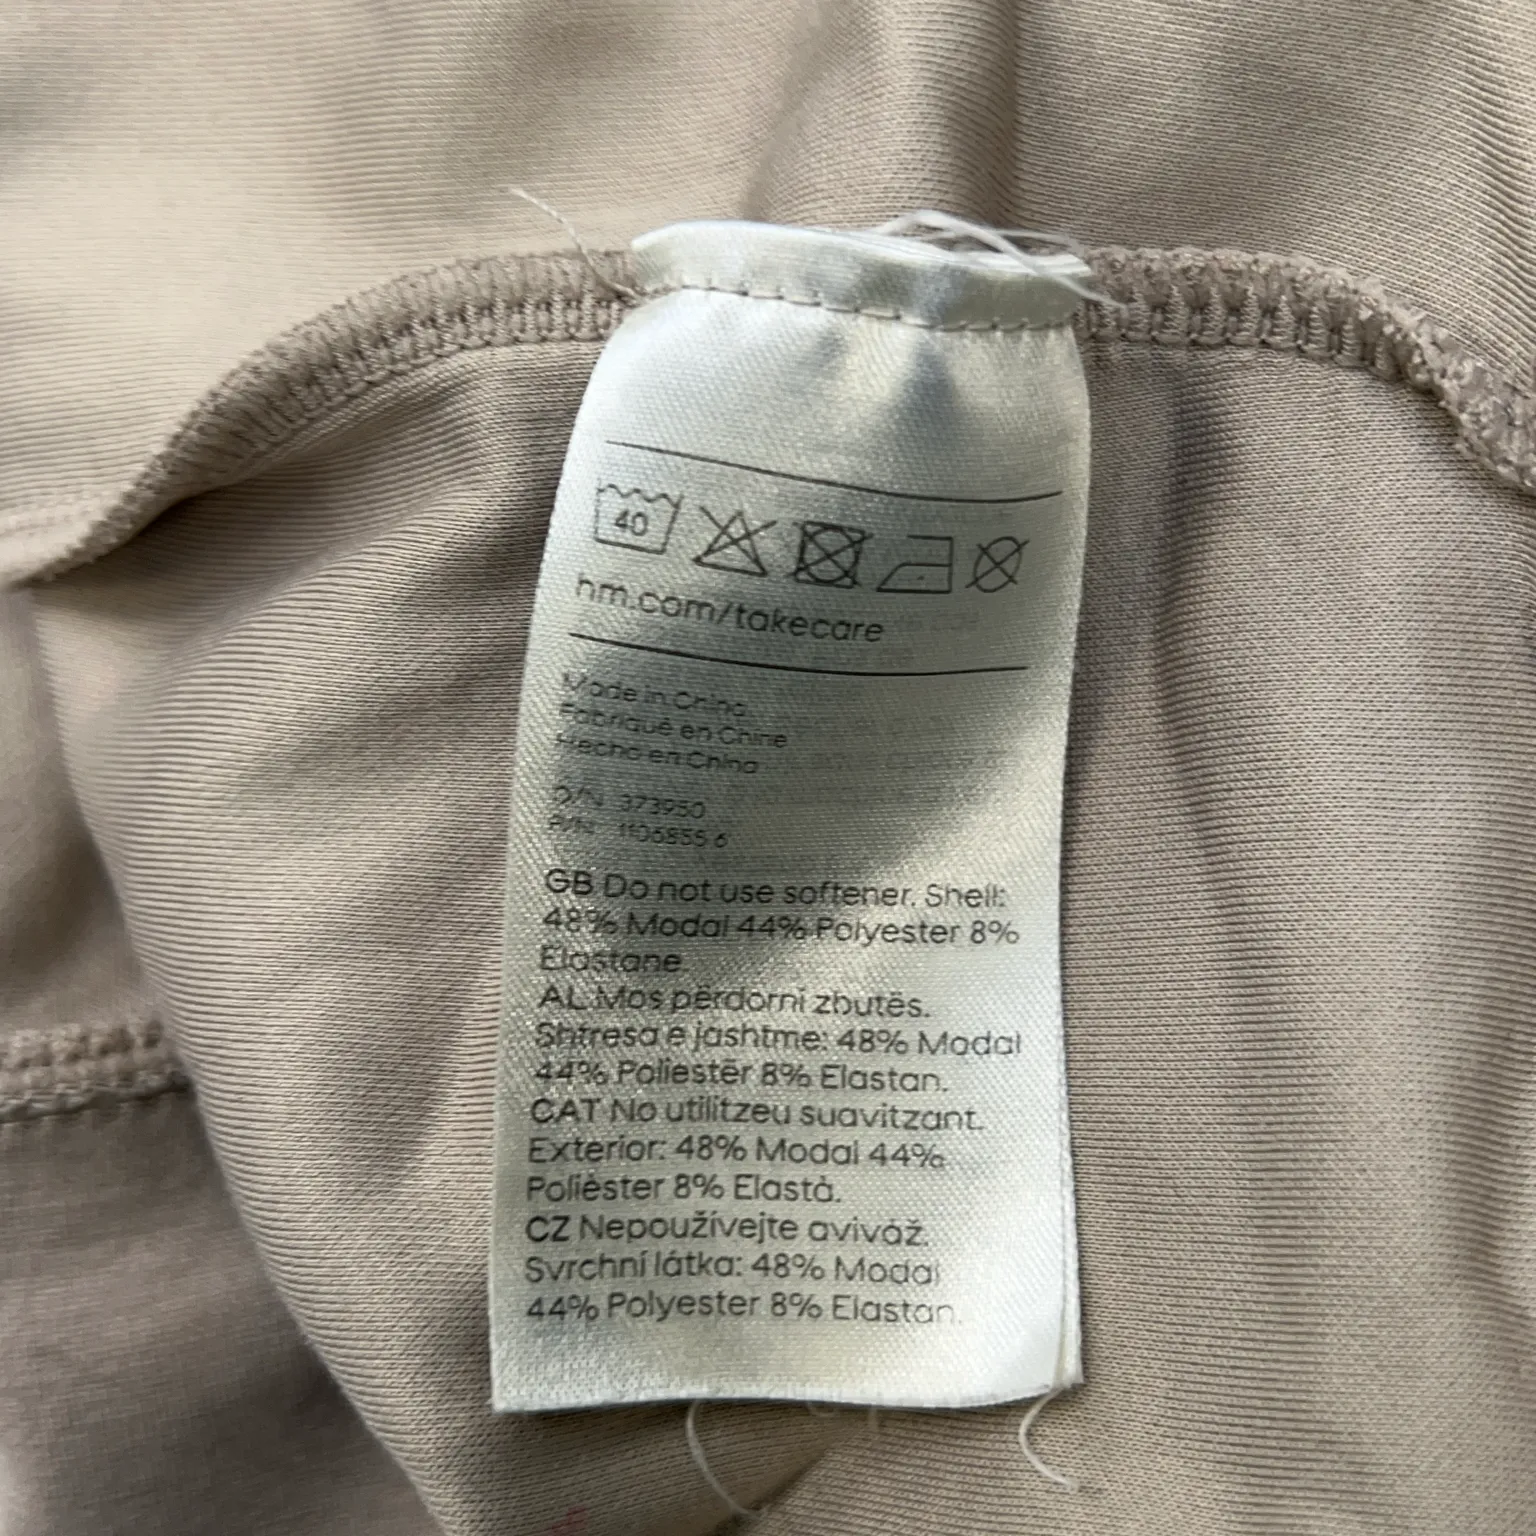 40
hm.com/takecare
Made in China
Fabriqué en Chine
Hecho en China
O/N 373950
P/N 1106855 6
GB Do not use softener. Shell:
48% Modal 44% Polyester 8%
Elastane.
AL Mos përdorni zbutës.
Shtresa e jashtme: 48% Modal
44% Poliestër 8% Elastan.
CAT No utilitzeu suavitzant.
Exterior: 48% Modal 44%
Polièster 8% Elastà.
CZ Nepoužívejte aviváž.
Svrchní látka: 48% Modal
44% Polyester 8% Elastan.